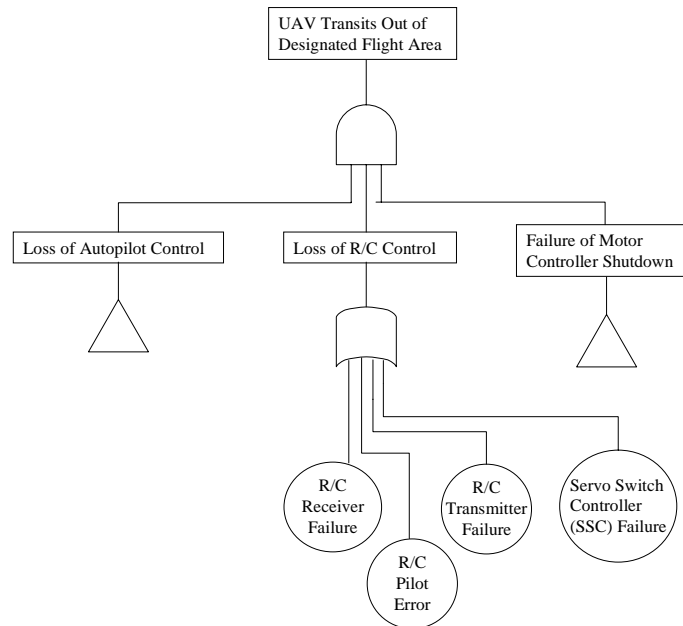 UAV Transits Out of
Designated Flight Area
Loss of Autopilot Control
Loss of R/C Control
Failure of Motor
Controller Shutdown
R/C
Receiver
Failure
R/C
Pilot
Error
R/C
Transmitter
Failure
Servo Switch
Controller
(SSC) Failure